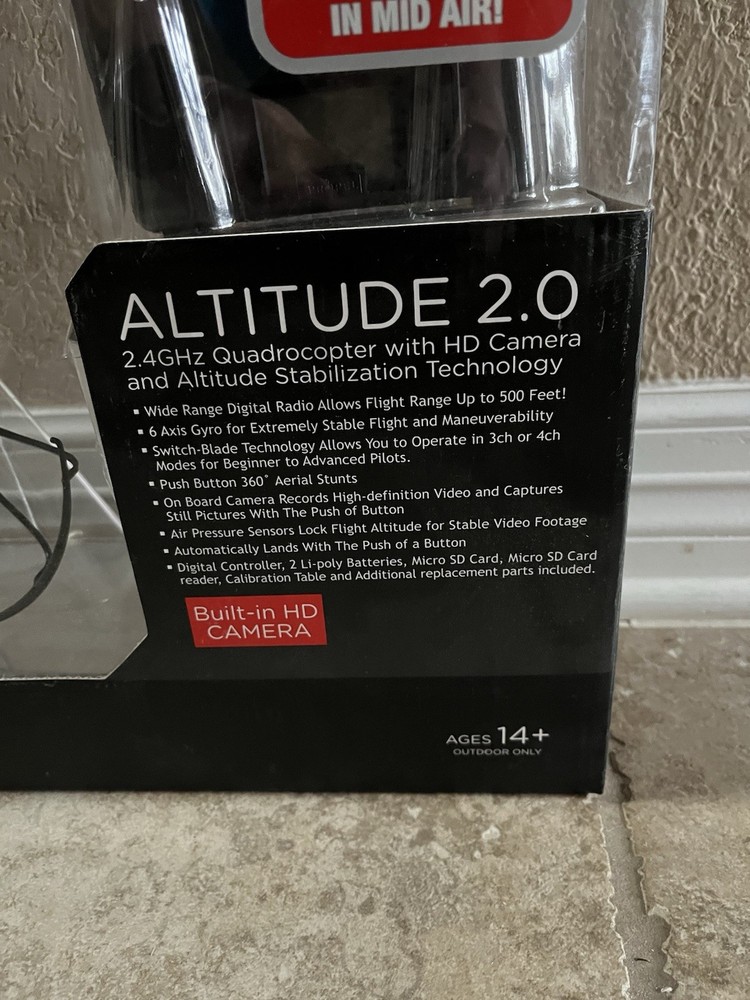 IN MID AIR!
ALTITUDE 2.0
2.4GHz Quadrocopter with HD Camera
and Altitude Stabilization Technology
▪ Wide Range Digital Radio Allows Flight Range Up to 500 Feet!
▪ 6 Axis Gyro for Extremely Stable Flight and Maneuverability
▪ Switch-Blade Technology Allows You to Operate in 3ch or 4ch
Modes for Beginner to Advanced Pilots.
▪ Push Button 360° Aerial Stunts
▪ On Board Camera Records High-definition Video and Captures
Still Pictures With The Push of Button
▪ Air Pressure Sensors Lock Flight Altitude for Stable Video Footage
▪ Automatically Lands With The Push of a Button
▪ Digital Controller, 2 Li-poly Batteries, Micro SD Card, Micro SD Card
reader, Calibration Table and Additional replacement parts included.
Built-in HD
CAMERA
AGES 14+
OUTDOOR ONLY